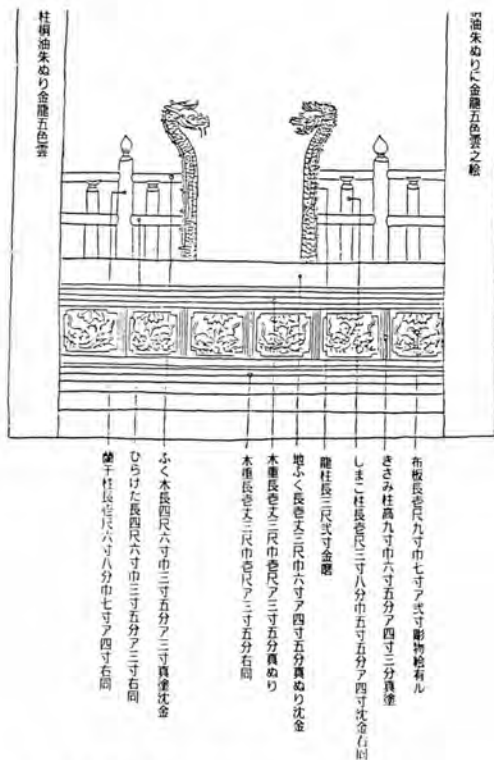 桐油朱ぬりに金龍五色雲之絵
柱桐油朱ぬり金龍五色雲
布板長壱尺九寸巾七寸ア弐寸彫物絵有ル
きざみ柱高九寸巾六寸五分ア四寸三分真塗
しまこ柱長壱尺三寸八分巾五寸五分ア四寸沈金右同
龍柱長三尺弐寸金磨
地ふく長壱丈三尺巾六寸ア四寸五分真ぬり沈金
木重長壱丈三尺巾壱尺ア三寸五分真ぬり
木重長壱丈三尺巾壱尺ア三寸五分右同
ふく木長四尺六寸巾三寸五分ア三寸真塗沈金
ひらけた長四尺六寸巾三寸五分ア三寸右同
蘭干柱長壱尺六寸八分巾七寸ア四寸右同